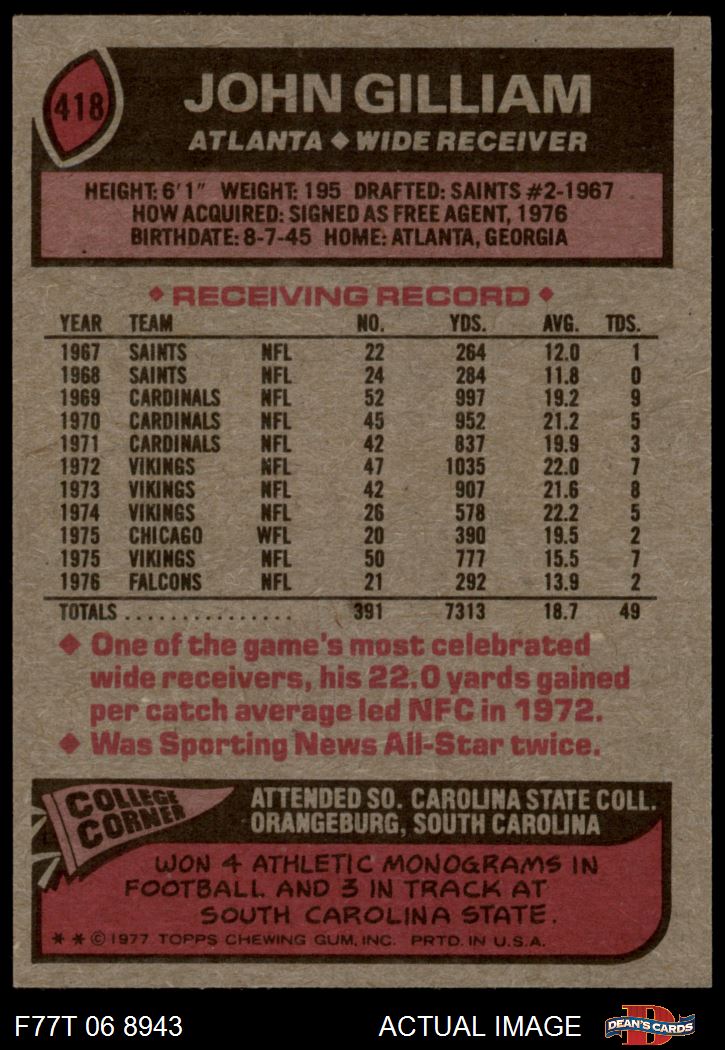 418
JOHN GILLIAM
ATLANTA ◆ WIDE RECEIVER
HEIGHT: 6'1" WEIGHT: 195 DRAFTED: SAINTS #2-1967
HOW ACQUIRED: SIGNED AS FREE AGENT, 1976
BIRTHDATE: 8-7-45 HOME: ATLANTA, GEORGIA
◆ RECEIVING RECORD ◆
YEAR TEAM NO. YDS. AVG. TDS.
1967 SAINTS NFL 22 264 12.0 1
1968 SAINTS NFL 24 284 11.8 0
1969 CARDINALS NFL 52 997 19.2 9
1970 CARDINALS NFL 45 952 21.2 5
1971 CARDINALS NFL 42 837 19.9 3
1972 VIKINGS NFL 47 1035 22.0 7
1973 VIKINGS NFL 42 907 21.6 8
1974 VIKINGS NFL 26 578 22.2 5
1975 CHICAGO WFL 20 390 19.5 2
1975 VIKINGS NFL 50 777 15.5 7
1976 FALCONS NFL 21 292 13.9 2
TOTALS ............... 391 7313 18.7 49
◆ One of the game's most celebrated
wide receivers, his 22.0 yards gained
per catch average led NFC in 1972.
◆ Was Sporting News All-Star twice.
COLLEGE
CORNER
ATTENDED SO. CAROLINA STATE COLL.
ORANGEBURG, SOUTH CAROLINA
WON 4 ATHLETIC MONOGRAMS IN
FOOTBALL AND 3 IN TRACK AT
SOUTH CAROLINA STATE.
* * © 1977 TOPPS CHEWING GUM, INC. PRTD. IN U.S.A.
F77T 06 8943 ACTUAL IMAGE
D
DEAN'S CARDS